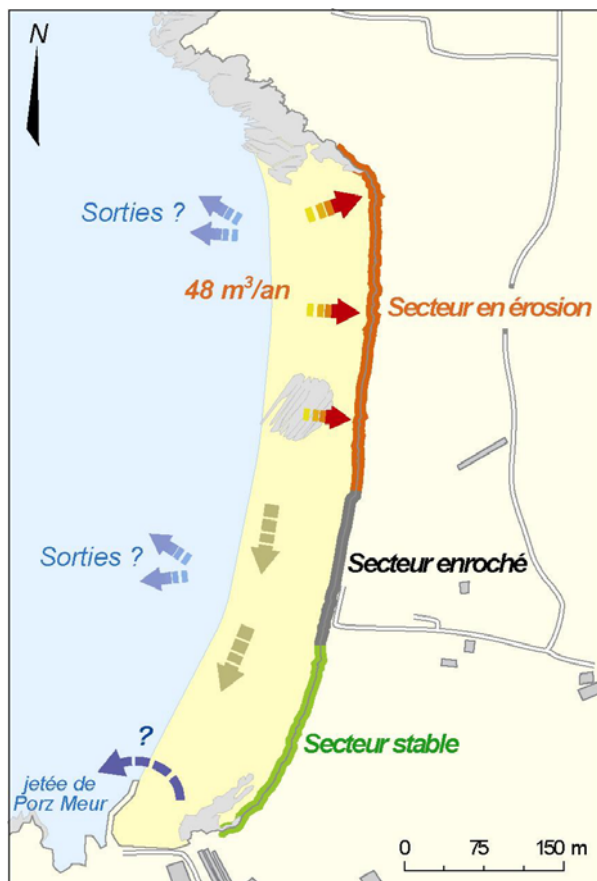 N
Sorties ?
48 m³/an
Secteur en érosion
Sorties ?
Secteur enroché
Secteur stable
?
jetée de
Porz Meur
0 75 150 m